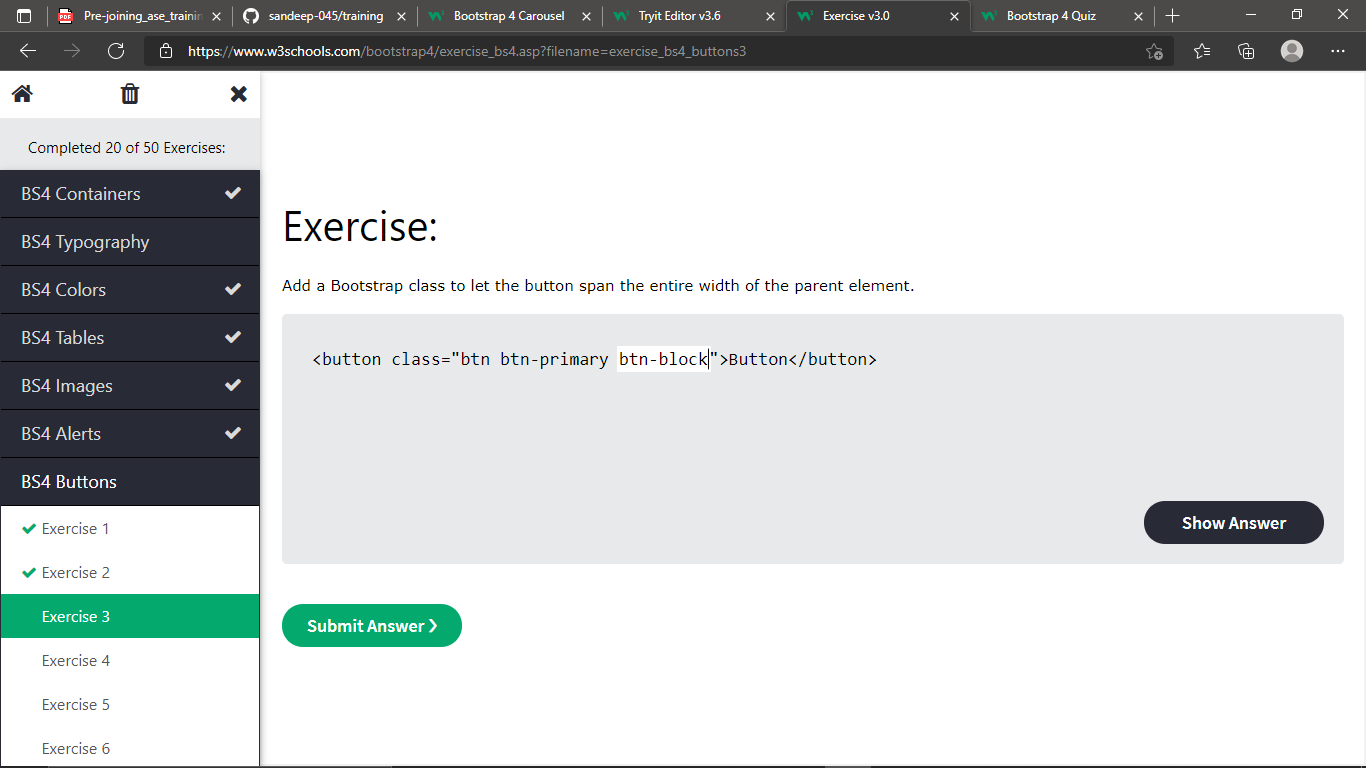 Pre-joining_ase_trainin
sandeep-045/training
Bootstrap 4 Carousel
Tryit Editor v3.6
Exercise v3.0
Bootstrap 4 Quiz
https://www.w3schools.com/bootstrap4/exercise_bs4.asp?filename=exercise_bs4_buttons3
Completed 20 of 50 Exercises:
BS4 Containers
BS4 Typography
BS4 Colors
BS4 Tables
BS4 Images
BS4 Alerts
BS4 Buttons
Exercise 1
Exercise 2
Exercise 3
Exercise 4
Exercise 5
Exercise 6
Exercise:
Add a Bootstrap class to let the button span the entire width of the parent element.
<button class="btn btn-primary btn-block">Button</button>
Show Answer
Submit Answer ❯